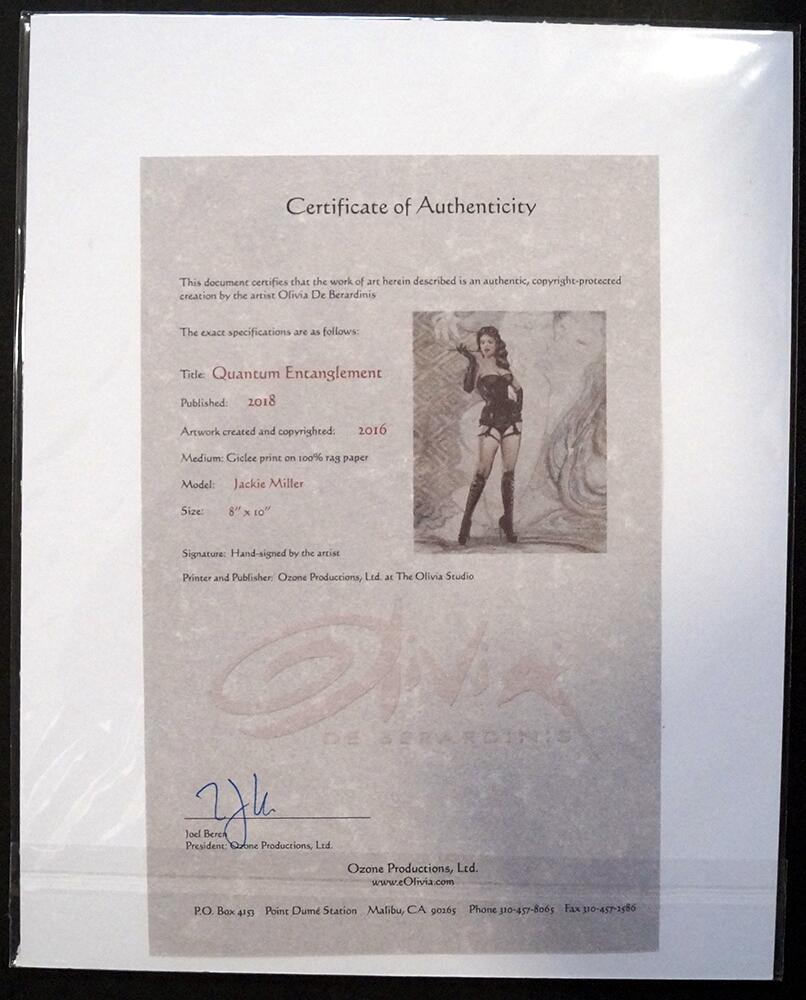 Certificate of Authenticity
This document certifies that the work of art herein described is an authentic, copyright-protected
creation by the artist Olivia De Berardinis
The exact specifications are as follows:
Title: Quantum Entanglement
Published: 2018
Artwork created and copyrighted: 2016
Medium: Giclee print on 100% rag paper
Model: Jackie Miller
Size: 8" x 10"
Signature: Hand-signed by the artist
Printer and Publisher: Ozone Productions, Ltd. at The Olivia Studio
Olivia
DE BERARDINIS
Joel Beren
President: Ozone Productions, Ltd.
Ozone Productions, Ltd.
www.eOlivia.com
P.O. Box 4153 Point Dume Station Malibu, CA 90265 Phone 310-457-8065 Fax 310-457-2586